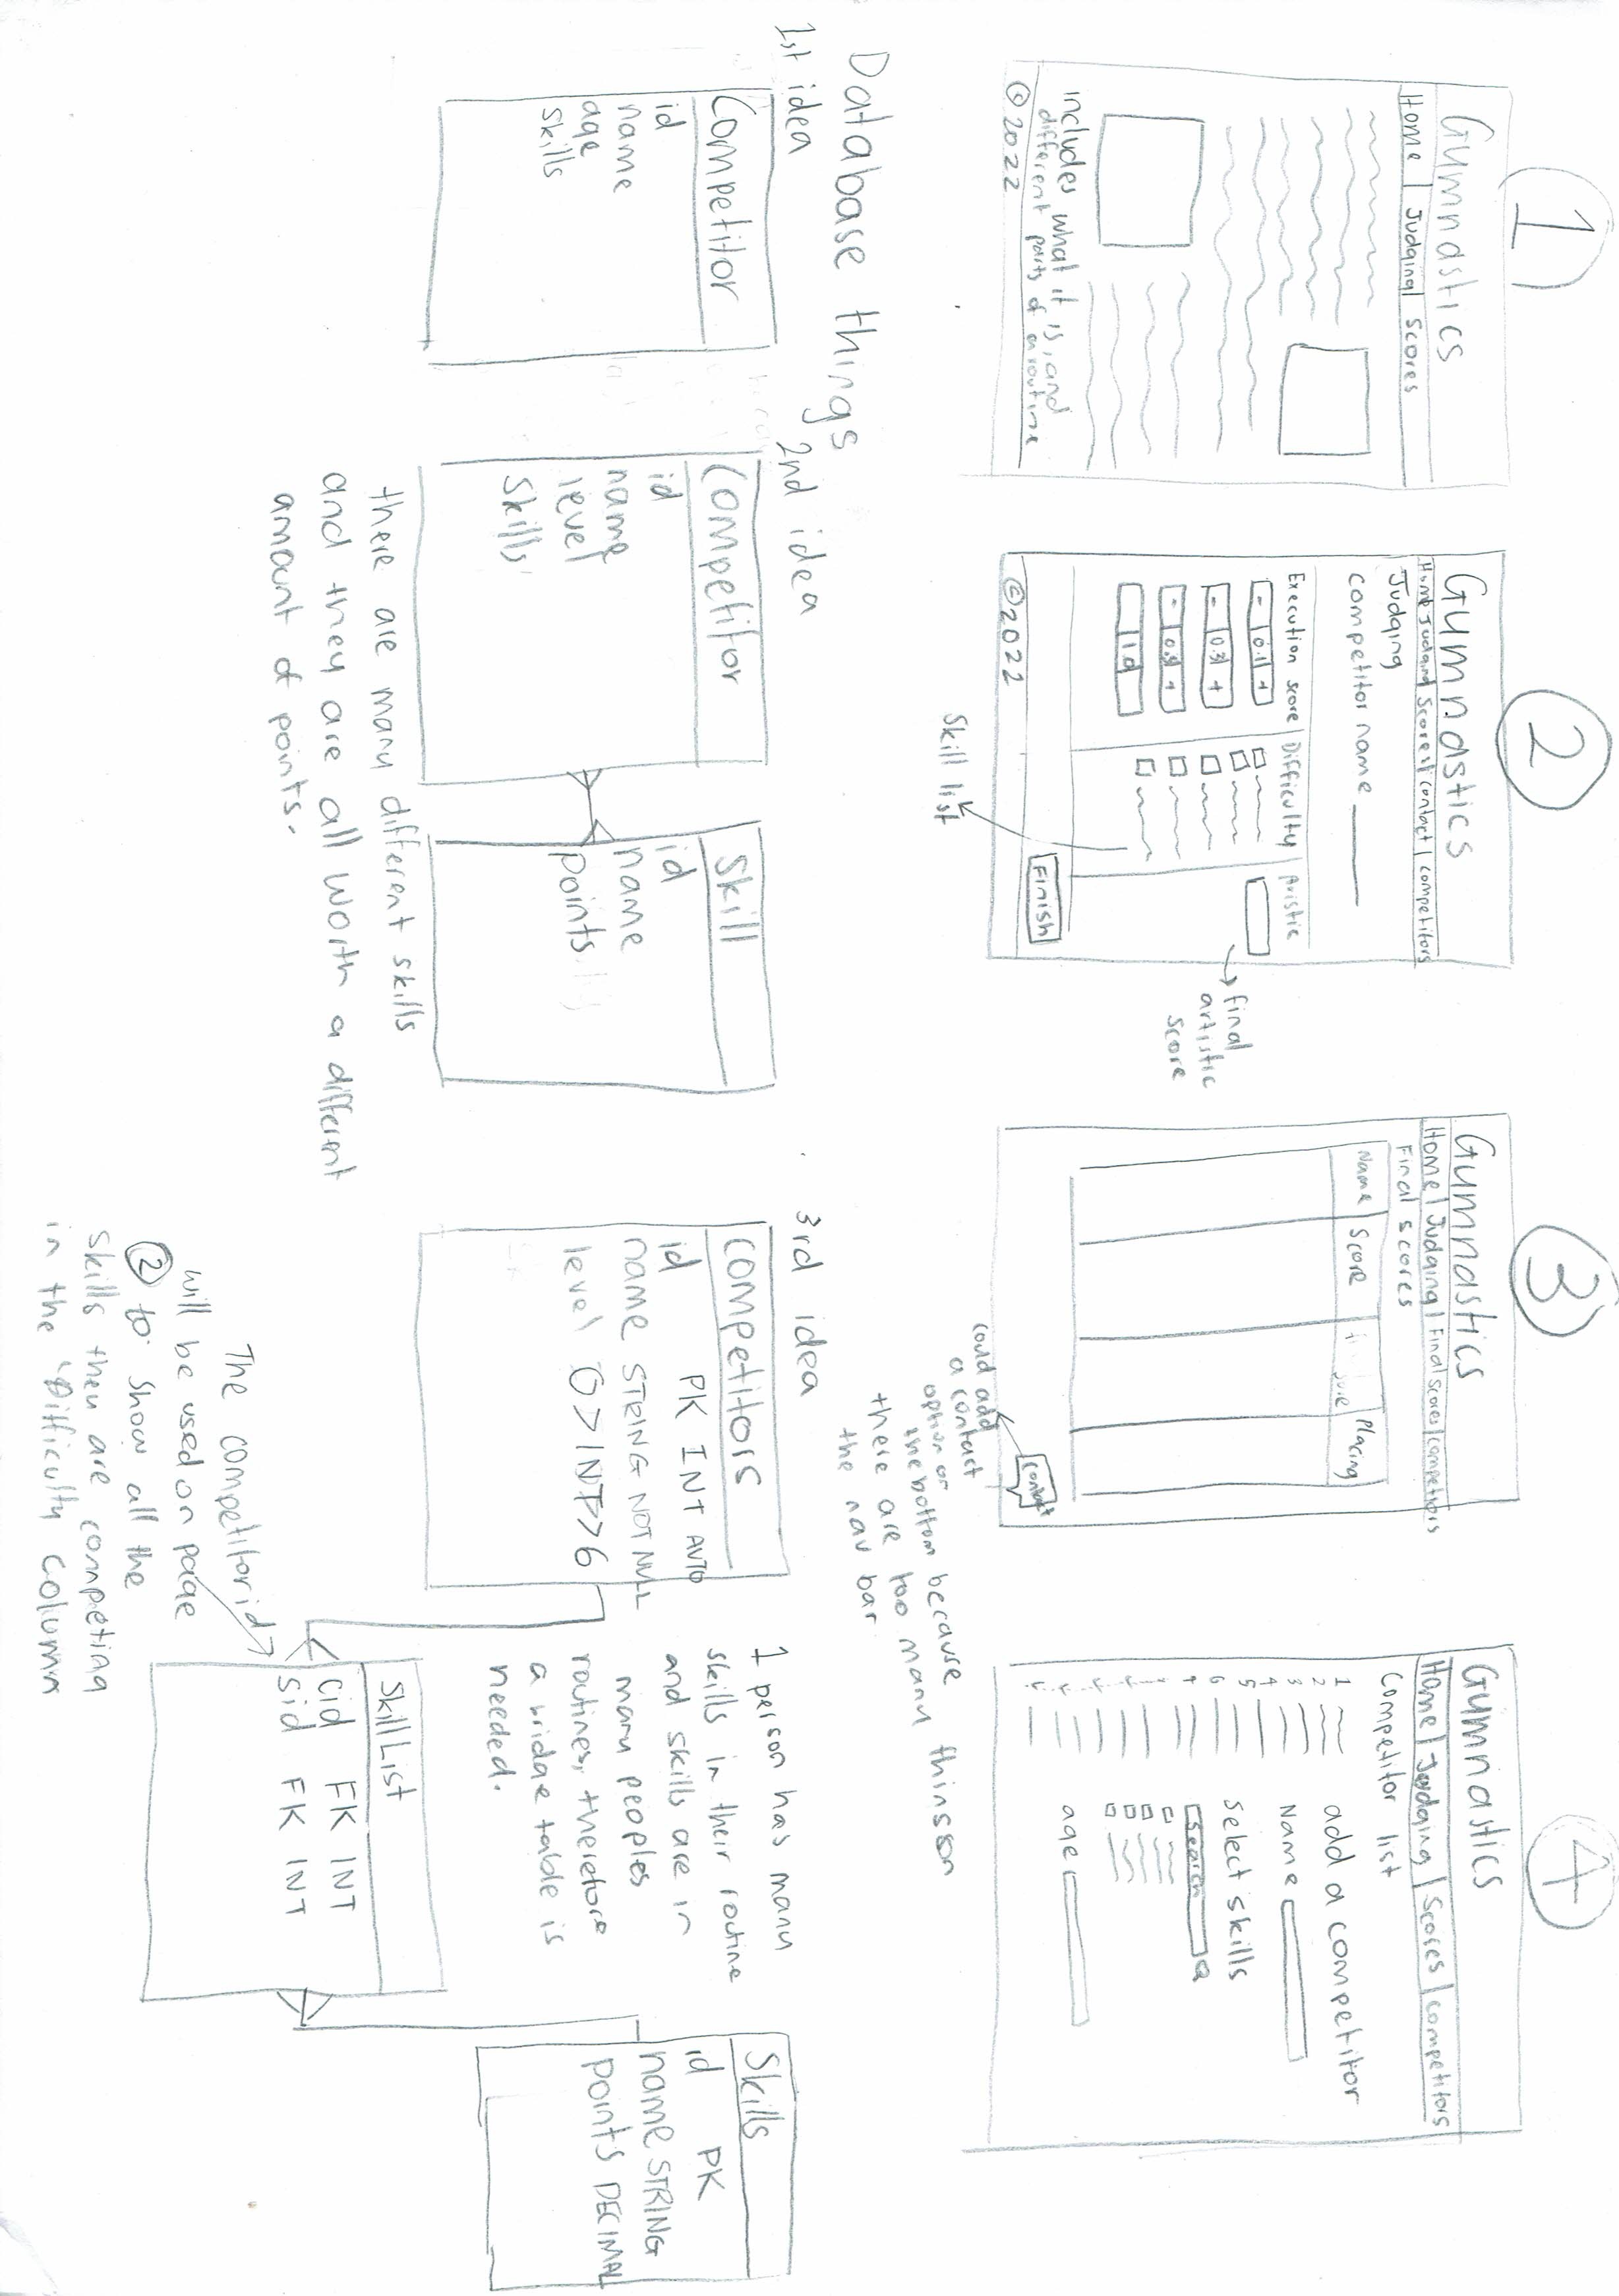 1
Gymnastics
Home | Judging | Scores
Includes what it is, and
different parts of a routine
© 2022
2
Gymnastics
Home | Judging | Scores | contact | competitors
Judging
competitor name
Execution score | Difficulty | Artistic
- | 0.1 | +
- | 0.3 | +
- | 0.5 | +
1.0
Finish
© 2022
Skill list
final
artistic
score
3
Gymnastics
Home | Judging | Final scores | competitors
Final scores
Name | Score | Placing
contact
could add
a contact
option on
the bottom because
there are too many things on
the nav bar
4
Gymnastics
Home | Judging | Scores | competitors
Competitor list
1
2
3
4
5
6
7
add a competitor
Name
Select skills
Search
age
Database things
1st idea
Competitor
id
name
age
skills
2nd idea
Competitor
id
name
level
skills
Skill
id
name
points
there are many different skills
and they are all worth a different
amount of points.
3rd idea
Competitors
id PK INT AUTO
name STRING NOT NULL
level 0>INT>6
1 person has many
skills in their routine
and skills are in
many peoples
routines, therefore
a bridge table is
needed.
Skill List
cid FK INT
sid FK INT
Skills
id PK
name STRING
points DECIMAL
The competitor id
will be used on page
2 to show all the
skills they are competing
in the "Difficulty column